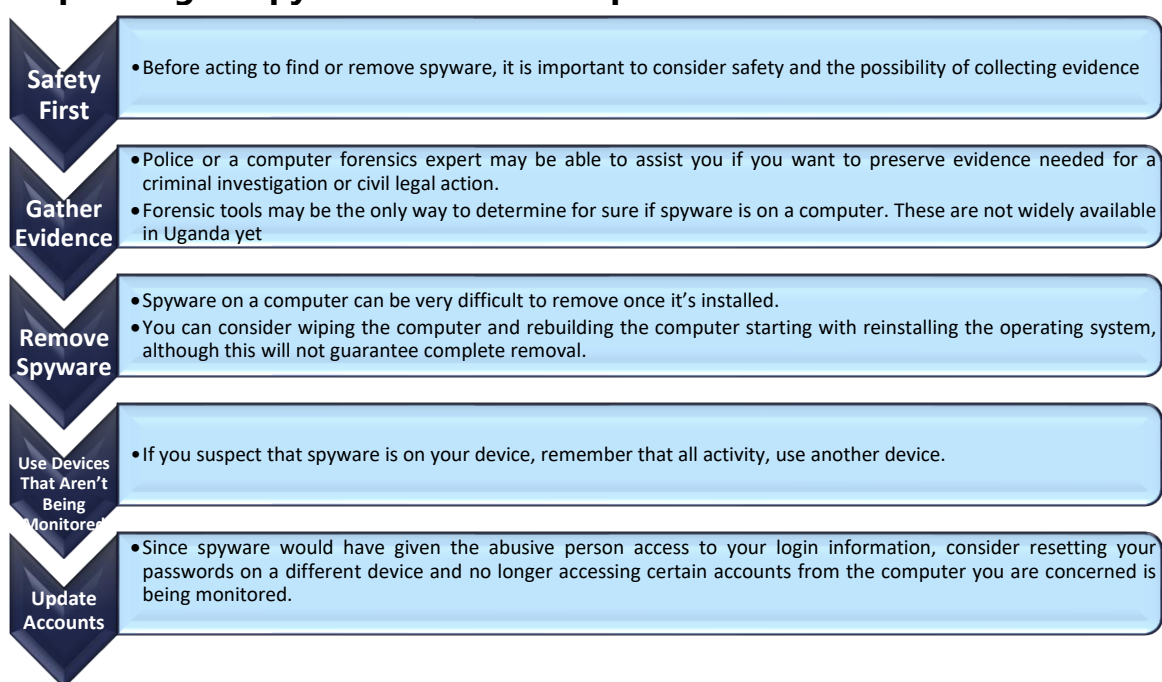 Safety
First
•Before acting to find or remove spyware, it is important to consider safety and the possibility of collecting evidence
Gather
Evidence
•Police or a computer forensics expert may be able to assist you if you want to preserve evidence needed for a
criminal investigation or civil legal action.
•Forensic tools may be the only way to determine for sure if spyware is on a computer. These are not widely available
in Uganda yet
Remove
Spyware
•Spyware on a computer can be very difficult to remove once it’s installed.
•You can consider wiping the computer and rebuilding the computer starting with reinstalling the operating system,
although this will not guarantee complete removal.
Use Devices
That Aren’t
Being
Monitored
•If you suspect that spyware is on your device, remember that all activity, use another device.
Update
Accounts
•Since spyware would have given the abusive person access to your login information, consider resetting your
passwords on a different device and no longer accessing certain accounts from the computer you are concerned is
being monitored.